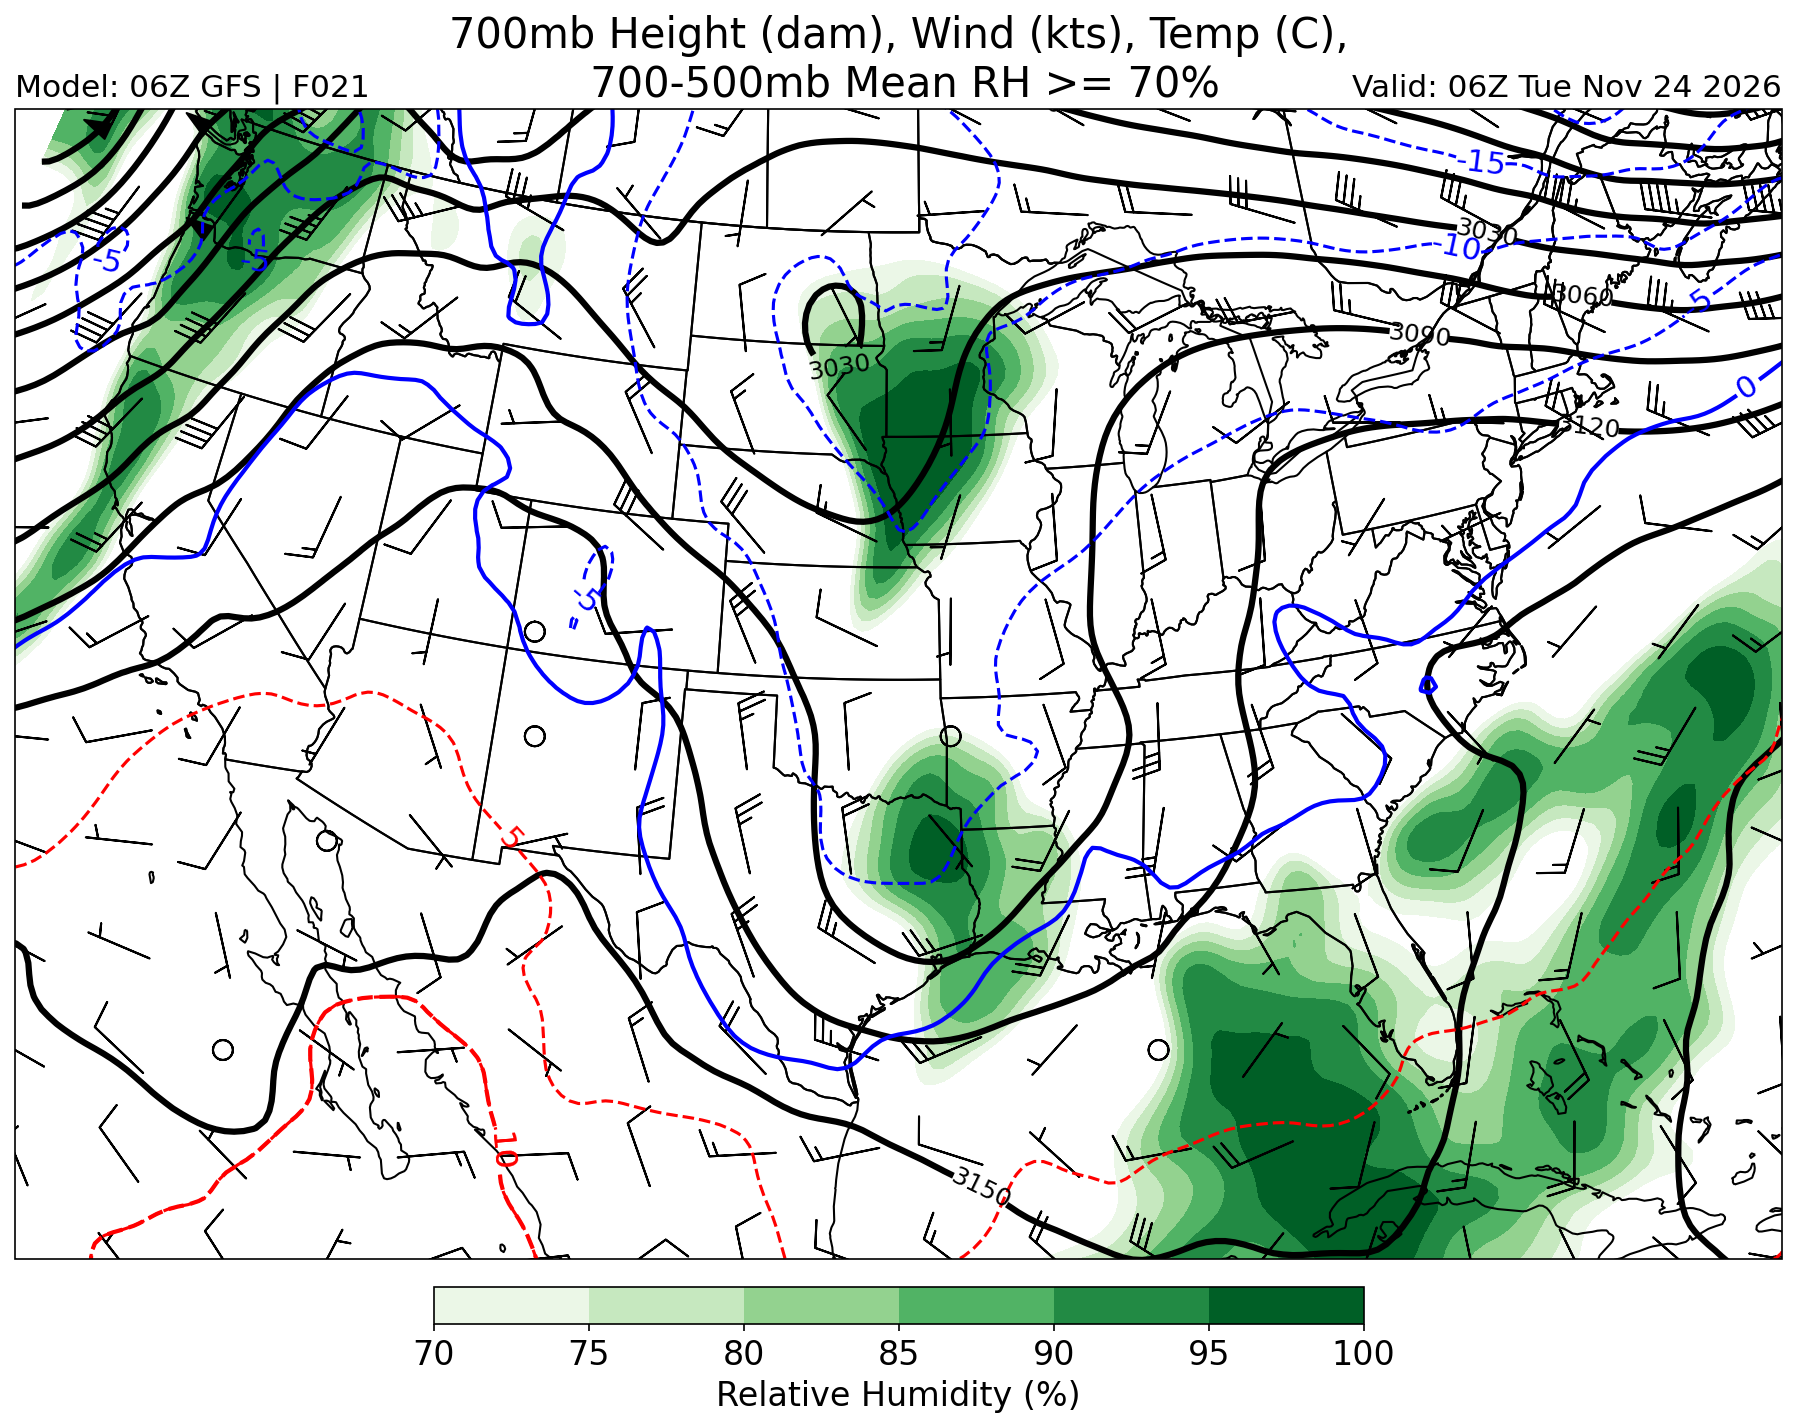 700mb Height (dam), Wind (kts), Temp (C),
700-500mb Mean RH >= 70%
Model: 06Z GFS | F021
Valid: 06Z Tue Nov 24 2026
-15
3030
-10
-5
-5
3060
-5
3090
0
3030
3120
-5
5
10
3150
70 75 80 85 90 95 100
Relative Humidity (%)